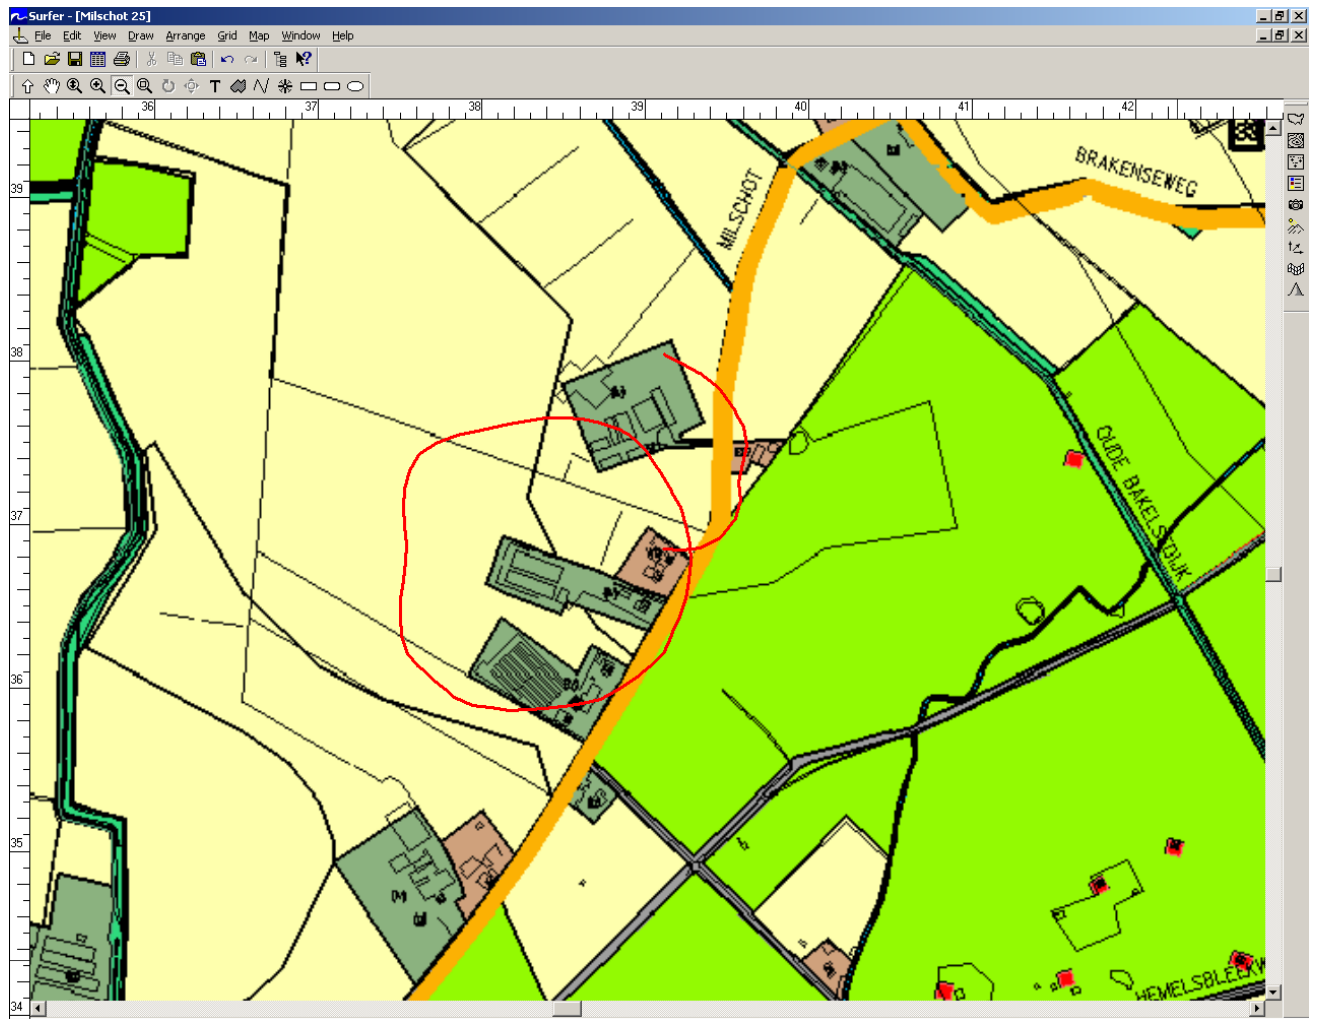 Surfer - [Milschot 25]
File Edit View Draw Arrange Grid Map Window Help
T
36 37 38 39 40 41 42
39
38
37
36
35
34
MILSCHOT
BRAKENSEWEG
OUDE BAKELSEDIJK